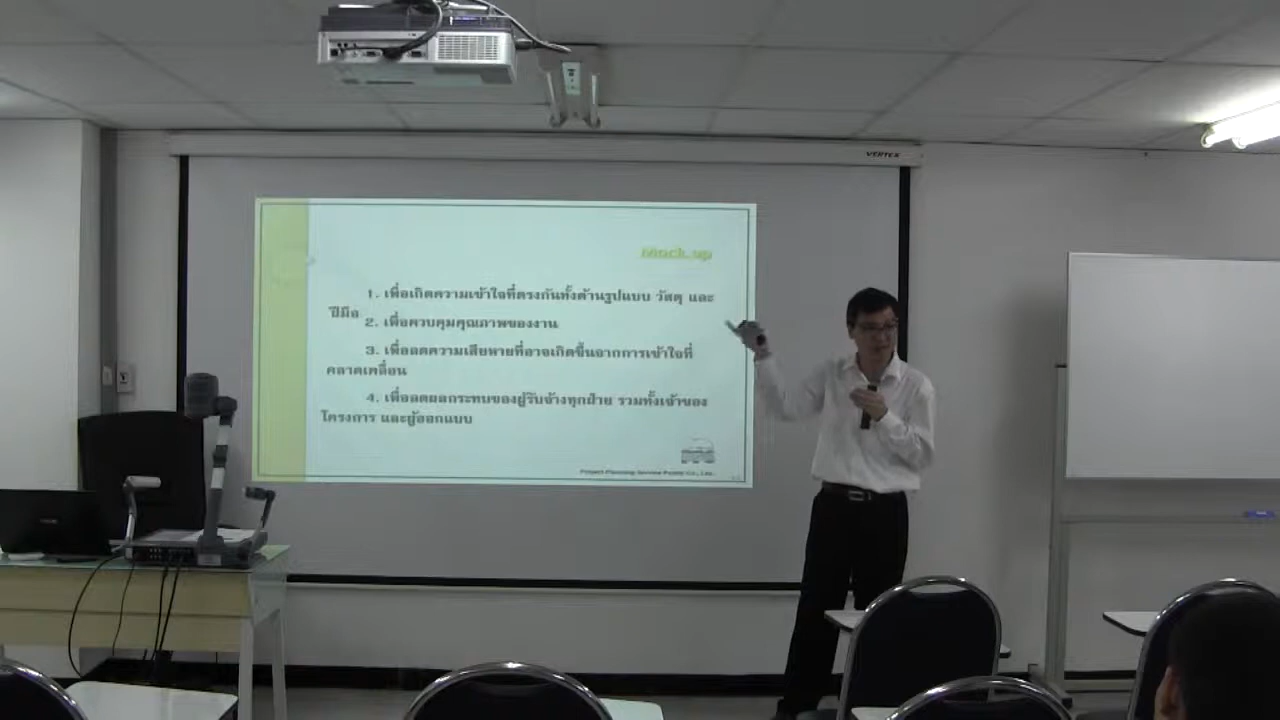 VERTEX
Mock up
1. เพื่อเกิดความเข้าใจที่ตรงกันทั้งด้านรูปแบบ วัสดุ และ
ฝีมือ
2. เพื่อควบคุมคุณภาพของงาน
3. เพื่อลดความเสียหายที่อาจเกิดขึ้นจากการเข้าใจที่
คลาดเคลื่อน
4. เพื่อลดผลกระทบของผู้รับจ้างทุกฝ่าย รวมทั้งเจ้าของ
โครงการ และผู้ออกแบบ
Project Planning Service Public Co., Ltd.